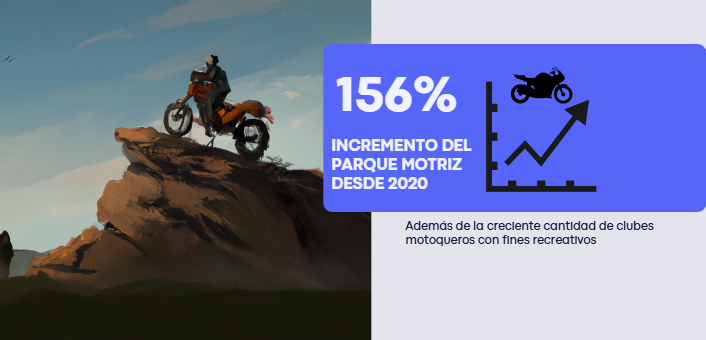 156%
INCREMENTO DEL
PARQUE MOTRIZ
DESDE 2020
Además de la creciente cantidad de clubes
motoqueros con fines recreativos